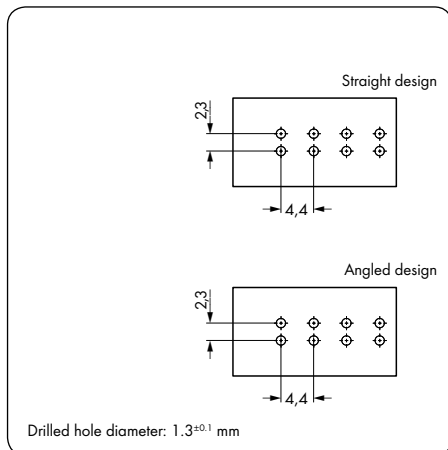 Straight design
2,3
4,4
Angled design
2,3
4,4
Drilled hole diameter: 1.3±0.1 mm